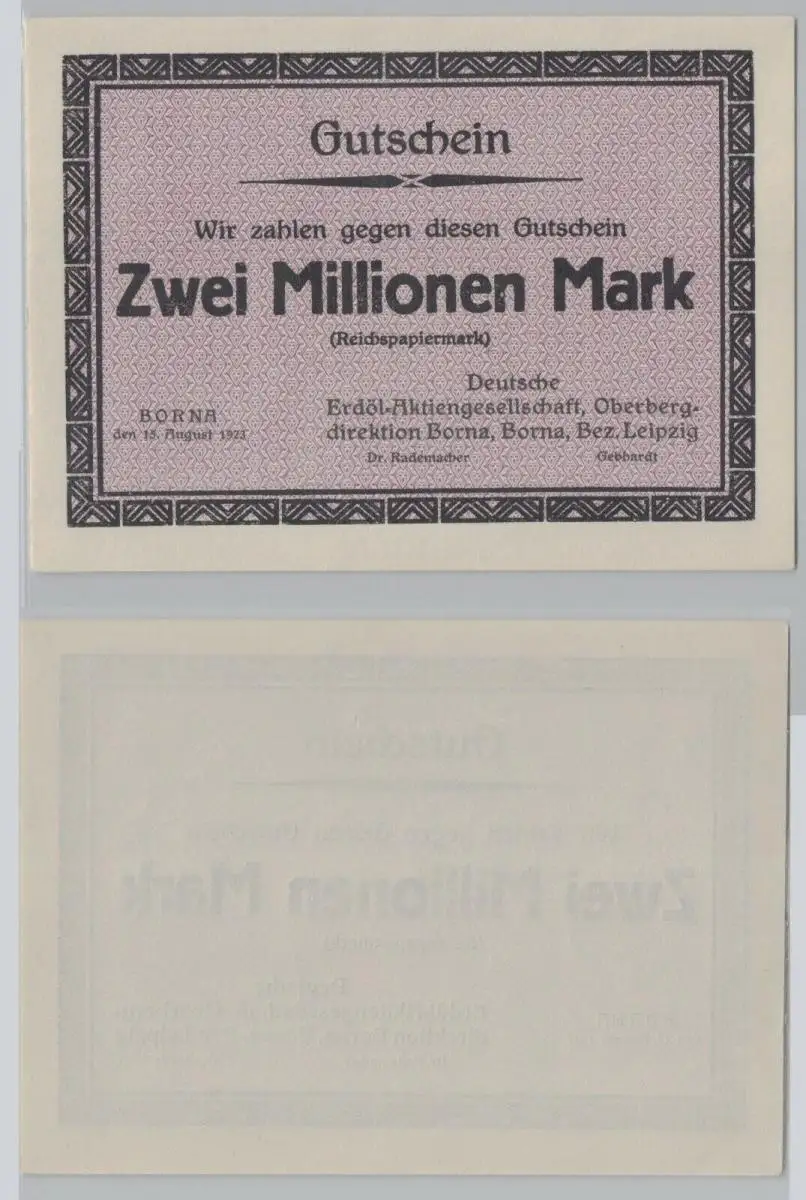 Gutschein
Wir zahlen gegen diesen Gutschein
Zwei Millionen Mark
(Reichspapiermark)
BORNA
den 15. August 1923
Deutsche
Erdöl-Aktiengesellschaft, Oberberg-
direktion Borna, Borna, Bez. Leipzig
Dr. Rademacher Gebhardt